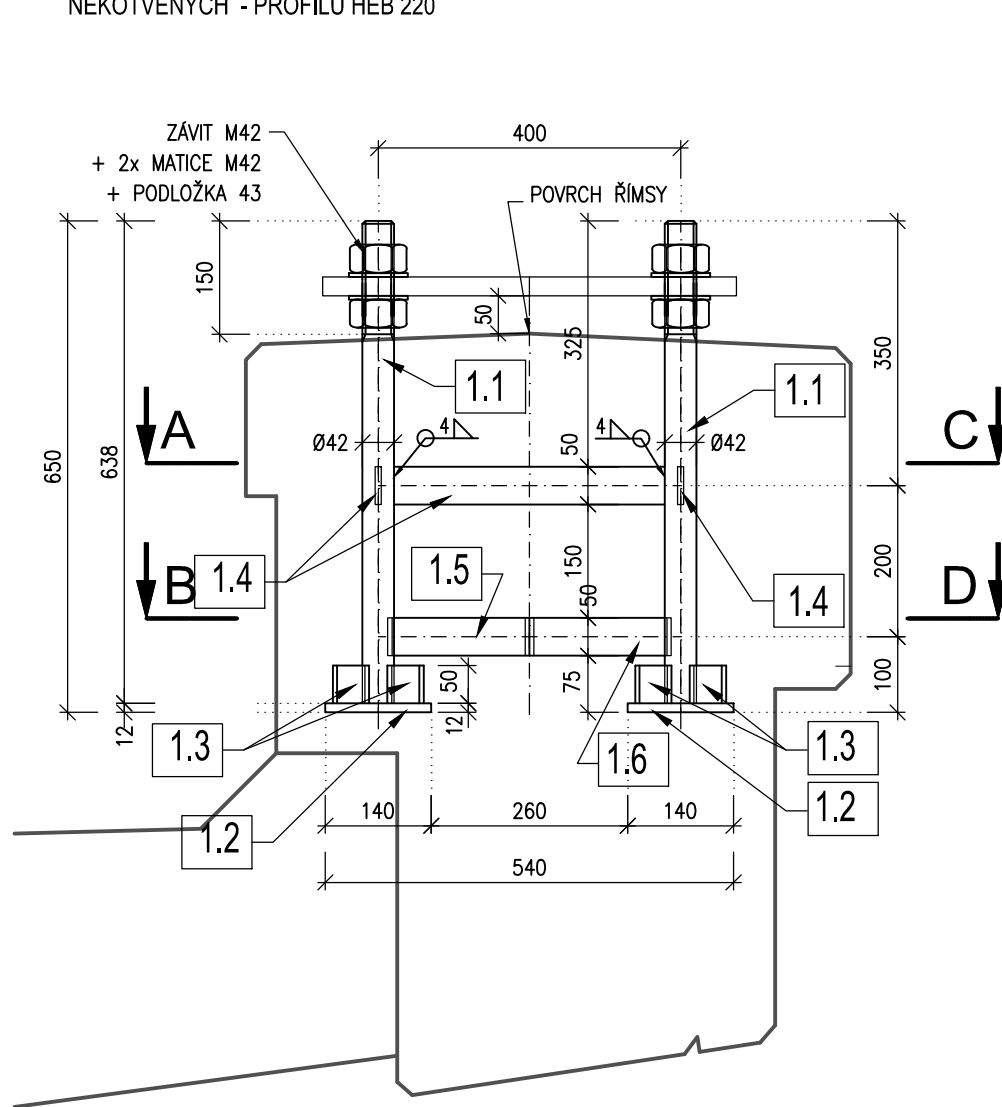 NEKOTVENÝCH - PROFILU HEB 220
ZÁVIT M42
+ 2x MATICE M42
+ PODLOŽKA 43
400
POVRCH ŘÍMSY
150
50
325
350
1.1
1.1
A
C
Ø42
4
4
Ø42
650
638
50
B
1.4
1.5
150
50
1.4
200
D
50
75
100
12
12
1.3
1.6
1.3
1.2
140
260
140
1.2
540